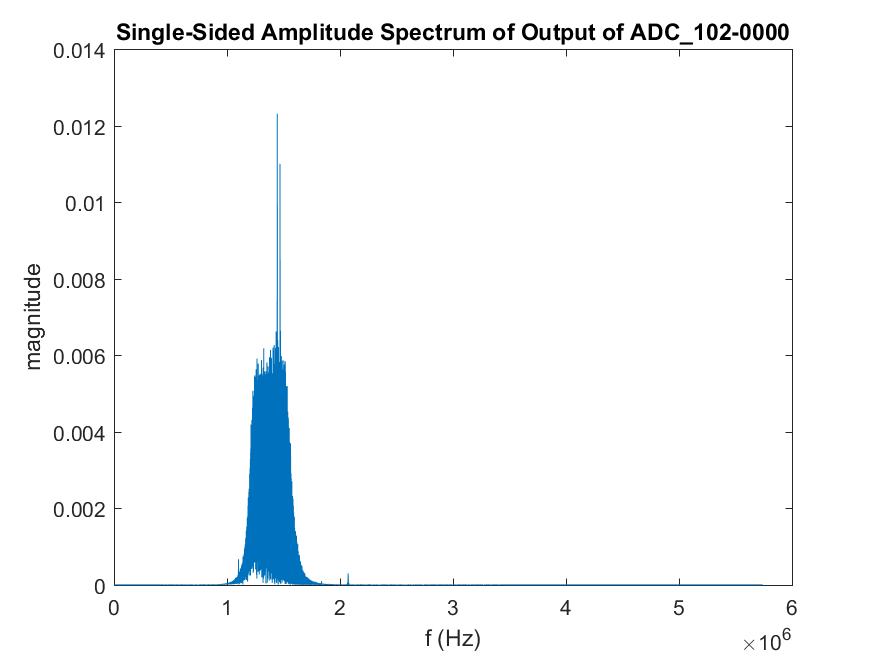 Single-Sided Amplitude Spectrum of Output of ADC_102-0000
0.014
0.012
0.01
0.008
0.006
0.004
0.002
0
magnitude
0 1 2 3 4 5 6
f (Hz)
×10^6